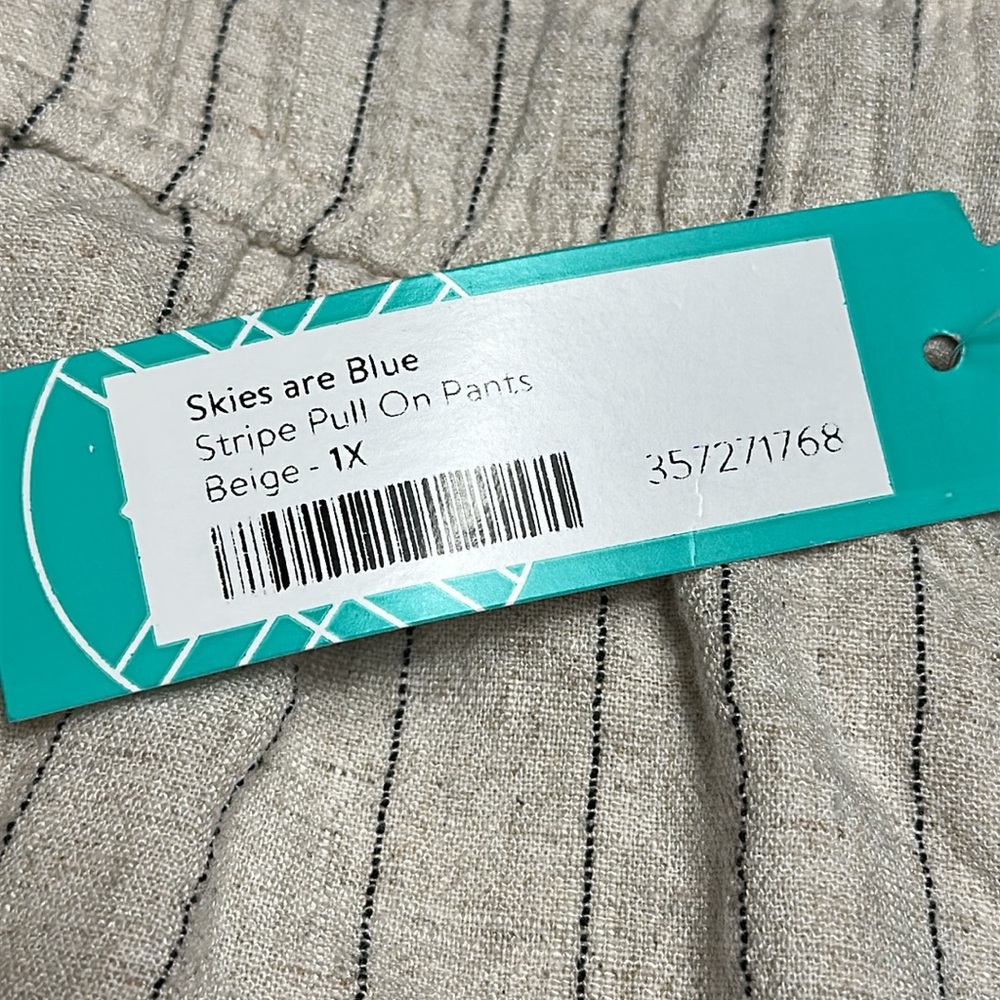 Skies are Blue
Stripe Pull On Pants
Beige - 1X
357271768